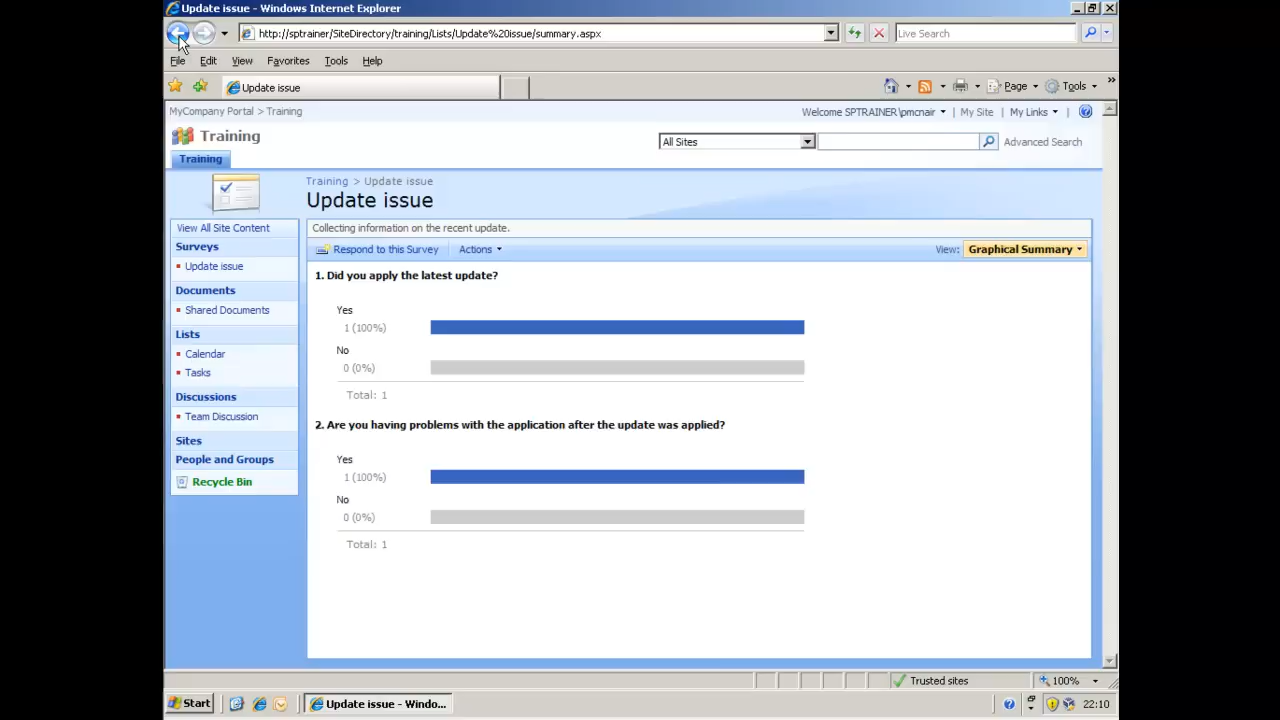 Update issue - Windows Internet Explorer
http://sptrainer/SiteDirectory/training/Lists/Update%20issue/summary.aspx
Live Search
File Edit View Favorites Tools Help
Update issue
Page Tools
MyCompany Portal > Training
Welcome SPTRAINER\pmcnair | My Site | My Links |
Training
All Sites
Advanced Search
Training
Training > Update issue
Update issue
View All Site Content
Surveys
Update issue
Documents
Shared Documents
Lists
Calendar
Tasks
Discussions
Team Discussion
Sites
People and Groups
Recycle Bin
Collecting information on the recent update.
Respond to this Survey Actions
View: Graphical Summary
1. Did you apply the latest update?
Yes
1 (100%)
No
0 (0%)
Total: 1
2. Are you having problems with the application after the update was applied?
Yes
1 (100%)
No
0 (0%)
Total: 1
Trusted sites
100%
Start
Update issue - Windo...
22:10